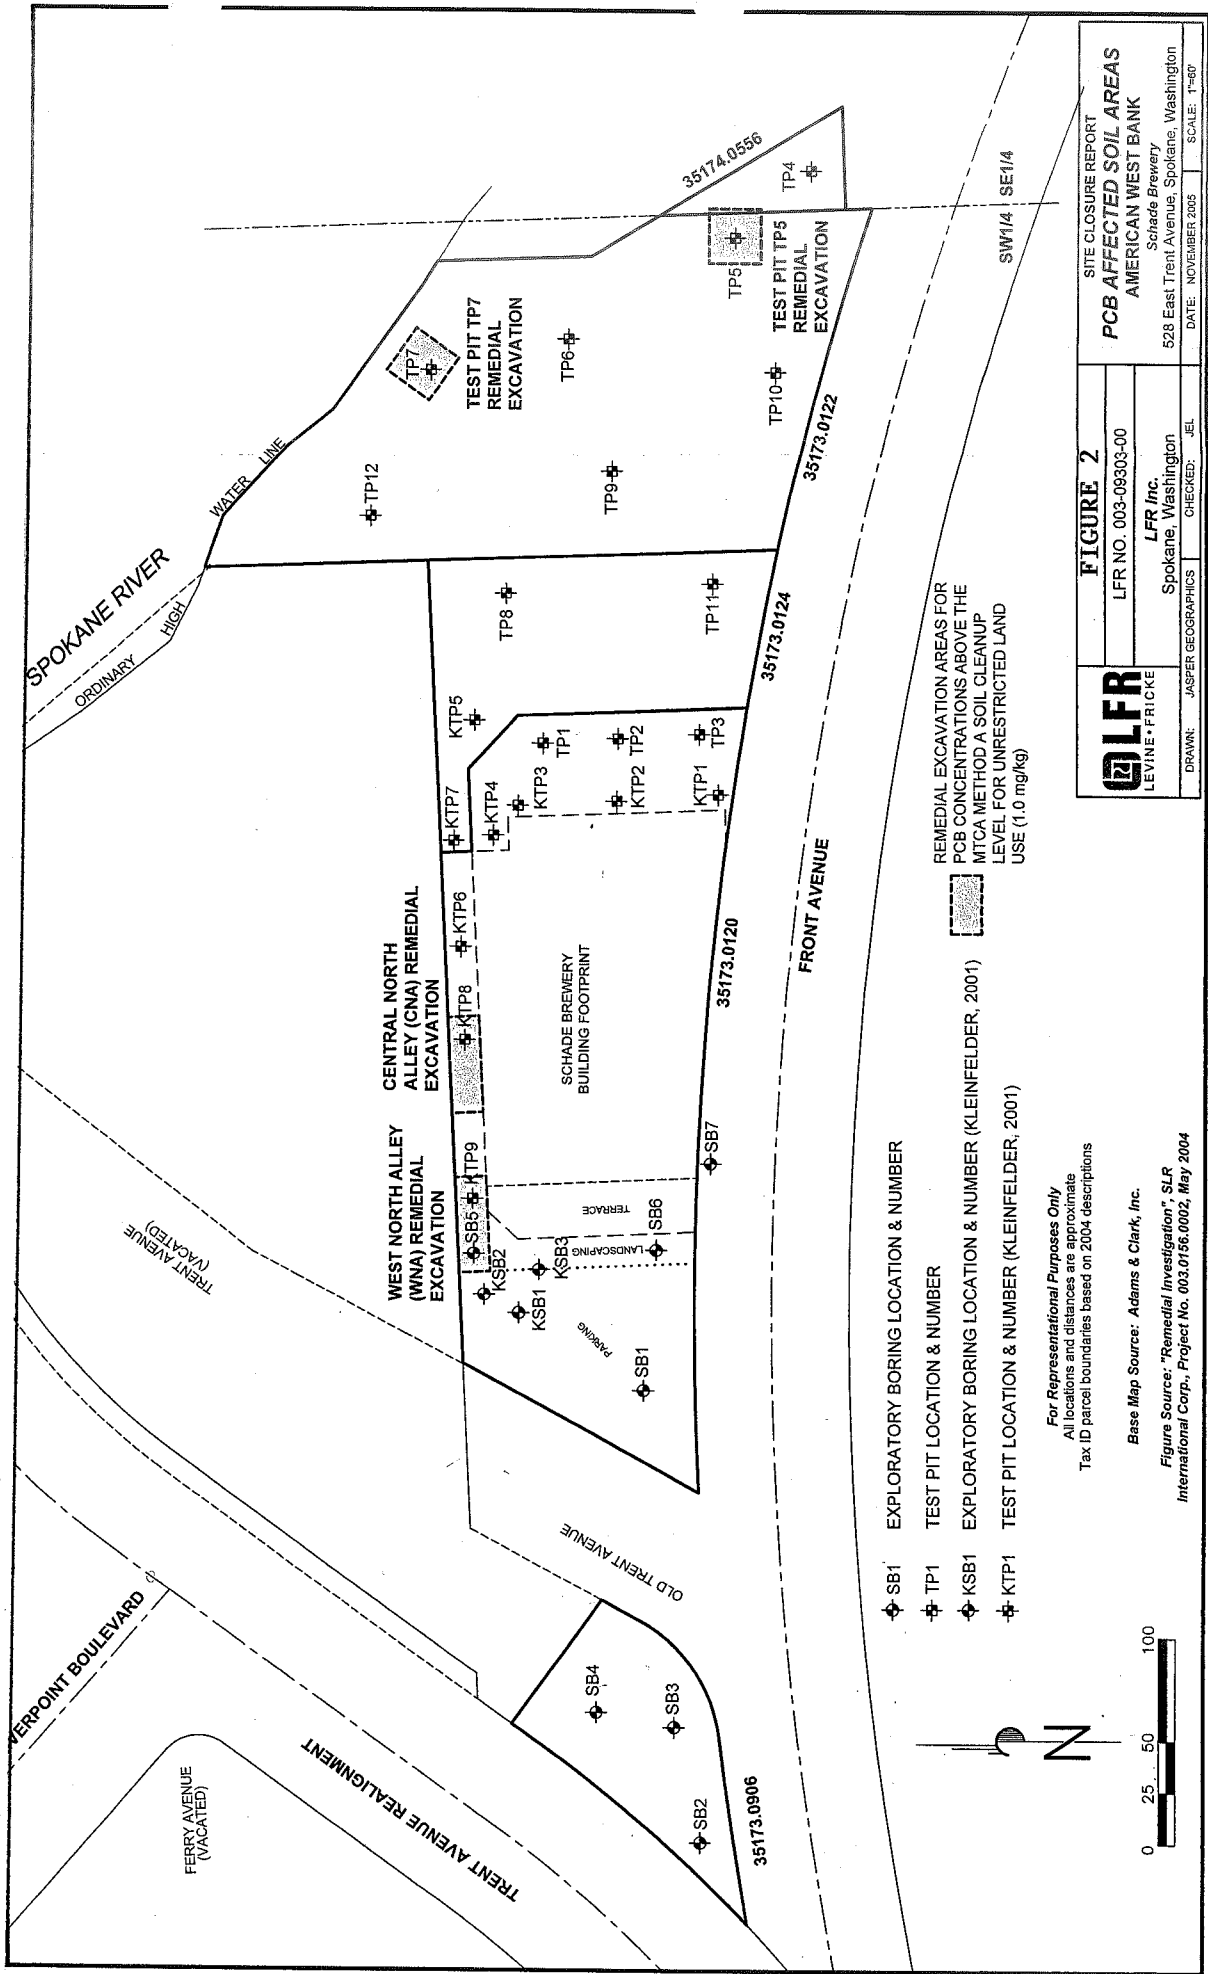 SPOKANE RIVER
ORDINARY
HIGH
WATER
LINE
VERPOINT BOULEVARD
FERRY AVENUE
(VACATED)
TRENT AVENUE REALIGNMENT
TRENT AVENUE
(VACATED)
OLD TRENT AVENUE
WEST NORTH ALLEY
(WNA) REMEDIAL
EXCAVATION
CENTRAL NORTH
ALLEY (CNA) REMEDIAL
EXCAVATION
TEST PIT TP7
REMEDIAL
EXCAVATION
TEST PIT TP5
REMEDIAL
EXCAVATION
SB4
SB3
SB2
35173.0906
SB1
KSB1
KSB2
KSB3
SB5
KTP9
SB6
SB7
PARKING
LANDSCAPING
TERRACE
SCHADE BREWERY
BUILDING FOOTPRINT
KTP8
KTP6
KTP7
KTP4
KTP5
KTP3
KTP2
KTP1
TP1
TP2
TP3
TP8
TP11
TP12
TP9
TP7
TP6
TP10
TP5
TP4
35173.0120
35173.0124
35173.0122
35174.0556
FRONT AVENUE
SW1/4
SE1/4
SB1 EXPLORATORY BORING LOCATION & NUMBER
TP1 TEST PIT LOCATION & NUMBER
KSB1 EXPLORATORY BORING LOCATION & NUMBER (KLEINFELDER, 2001)
KTP1 TEST PIT LOCATION & NUMBER (KLEINFELDER, 2001)
REMEDIAL EXCAVATION AREAS FOR
PCB CONCENTRATIONS ABOVE THE
MTCA METHOD A SOIL CLEANUP
LEVEL FOR UNRESTRICTED LAND
USE (1.0 mg/kg)
N
0 25 50 100
For Representational Purposes Only
All locations and distances are approximate
Tax ID parcel boundaries based on 2004 descriptions
Base Map Source: Adams & Clark, Inc.
Figure Source: "Remedial Investigation", SLR
International Corp., Project No. 003.0156.0002, May 2004
LFR
LEVINE•FRICKE
FIGURE 2
LFR NO. 003-09303-00
LFR Inc.
Spokane, Washington
SITE CLOSURE REPORT
PCB AFFECTED SOIL AREAS
AMERICAN WEST BANK
Schade Brewery
528 East Trent Avenue, Spokane, Washington
DRAWN: JASPER GEOGRAPHICS
CHECKED: JEL
DATE: NOVEMBER 2005
SCALE: 1"=60'